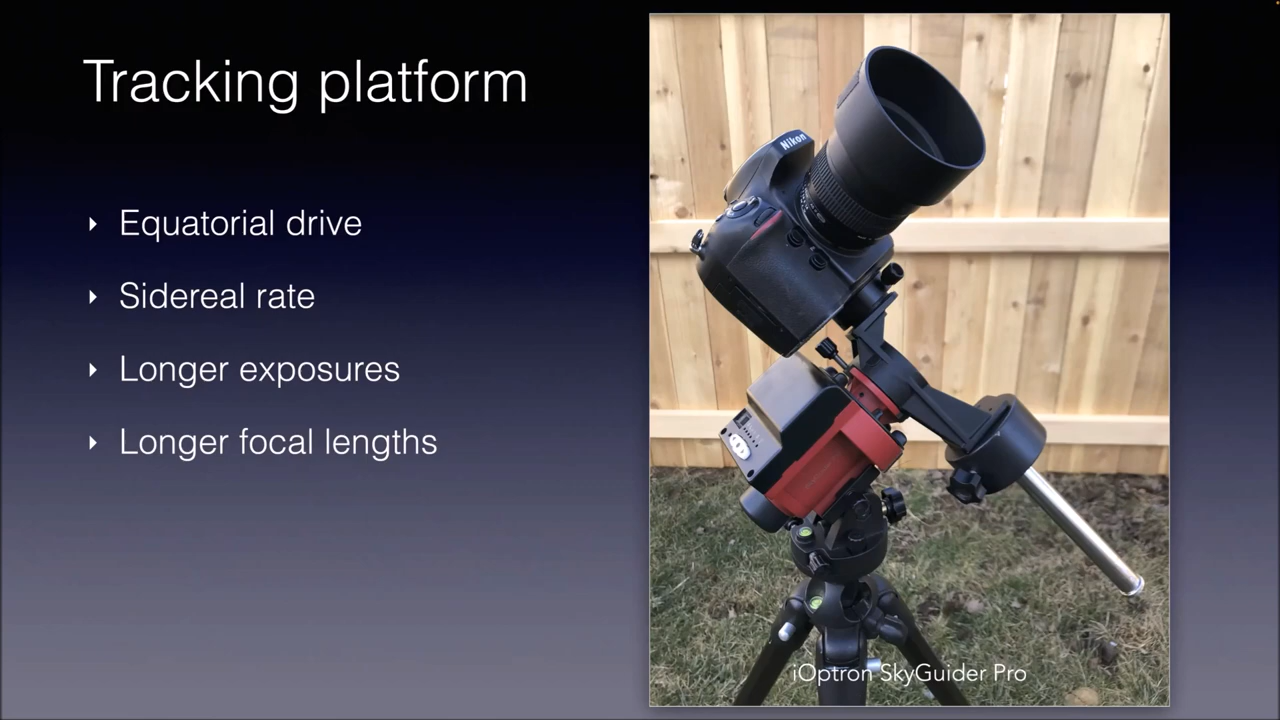 Tracking platform
Equatorial drive
Sidereal rate
Longer exposures
Longer focal lengths
Nikon
iOptron SkyGuider Pro